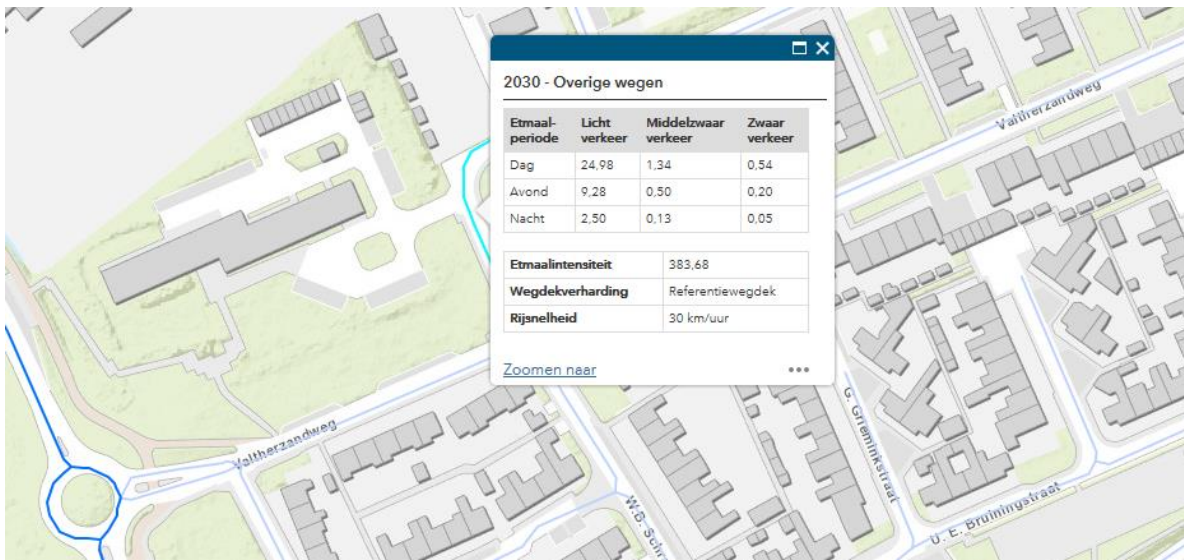 2030 - Overige wegen
Etmaal-periode Licht verkeer Middelzwaar verkeer Zwaar verkeer
Dag 24,98 1,34 0,54
Avond 9,28 0,50 0,20
Nacht 2,50 0,13 0,05
Etmaalintensiteit 383,68
Wegdekverharding Referentiewegdek
Rijsnelheid 30 km/uur
Zoomen naar
Valtherzandweg
Valtherzandweg
G. Grieminkstraat
W.D. Schr
U. E. Bruiningstraat